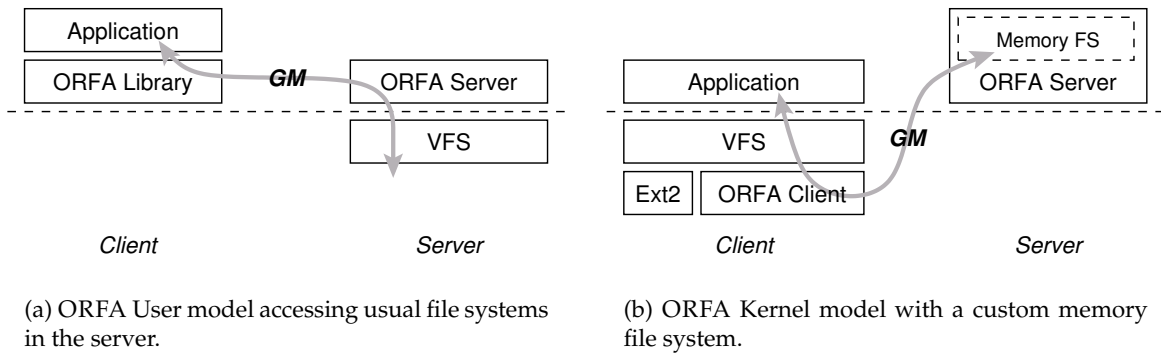 Application
ORFA Library
GM
ORFA Server
VFS
Client
Server
(a) ORFA User model accessing usual file systems
in the server.
Memory FS
ORFA Server
Application
GM
VFS
Ext2
ORFA Client
Client
Server
(b) ORFA Kernel model with a custom memory
file system.